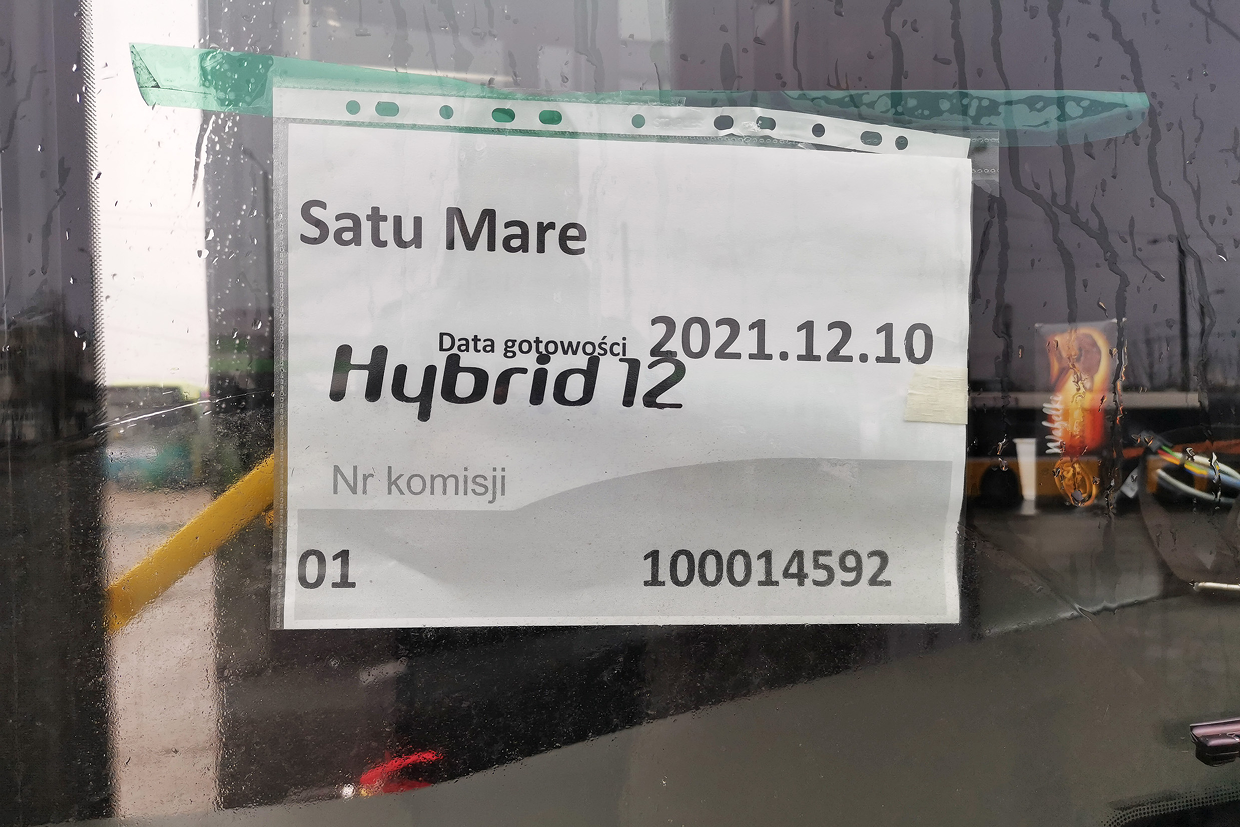 Satu Mare
Data gotowości 2021.12.10
Hybrid 12
Nr komisji
01 100014592